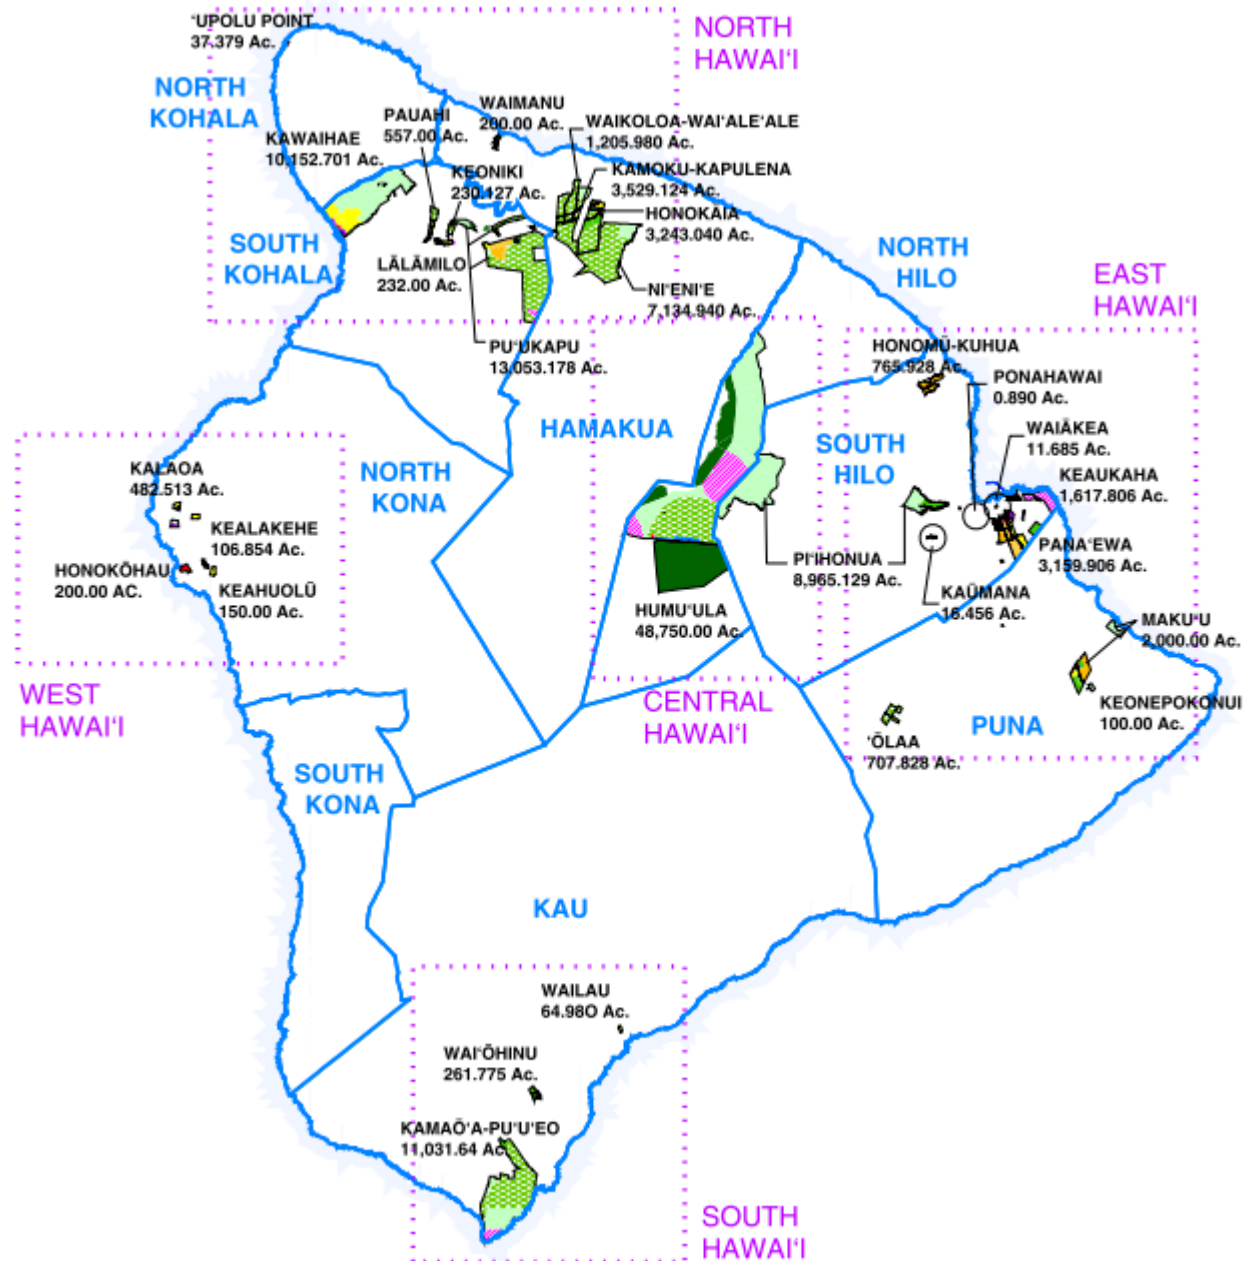 ʻUPOLU POINT
37.379 Ac.
NORTH
HAWAIʻI
NORTH
KOHALA
PAUAHI
557.00 Ac.
WAIMANU
200.00 Ac.
WAIKOLOA-WAIʻALEʻALE
1,205.980 Ac.
KAWAIHAE
10,152.701 Ac.
KEONIKI
230.127 Ac.
KAMOKU-KAPULENA
3,529.124 Ac.
HONOKAIA
3,243.040 Ac.
SOUTH
KOHALA
LĀLĀMILO
232.00 Ac.
NIʻENIʻE
7,134.940 Ac.
NORTH
HILO
EAST
HAWAIʻI
PUʻUKAPU
13,053.178 Ac.
HONOMŪ-KUHUA
765.928 Ac.
PONAHAWAI
0.890 Ac.
HAMAKUA
SOUTH
HILO
WAIĀKEA
11.685 Ac.
KEAUKAHA
1,617.806 Ac.
KALAOA
482.513 Ac.
NORTH
KONA
KEALAKEHE
106.854 Ac.
HONOKŌHAU
200.00 AC.
KEAHUOLŪ
150.00 Ac.
PIʻIHONUA
8,965.129 Ac.
PANAʻEWA
3,159.906 Ac.
KAŪMANA
16.456 Ac.
HUMUʻULA
48,750.00 Ac.
MAKUʻU
2,000.00 Ac.
WEST
HAWAIʻI
CENTRAL
HAWAIʻI
KEONEPOKONUI
100.00 Ac.
PUNA
ʻŌLAA
707.828 Ac.
SOUTH
KONA
KAU
WAILAU
64.98O Ac.
WAIʻŌHINU
261.775 Ac.
KAMAŌʻA-PUʻUʻEO
11,031.64 Ac.
SOUTH
HAWAIʻI